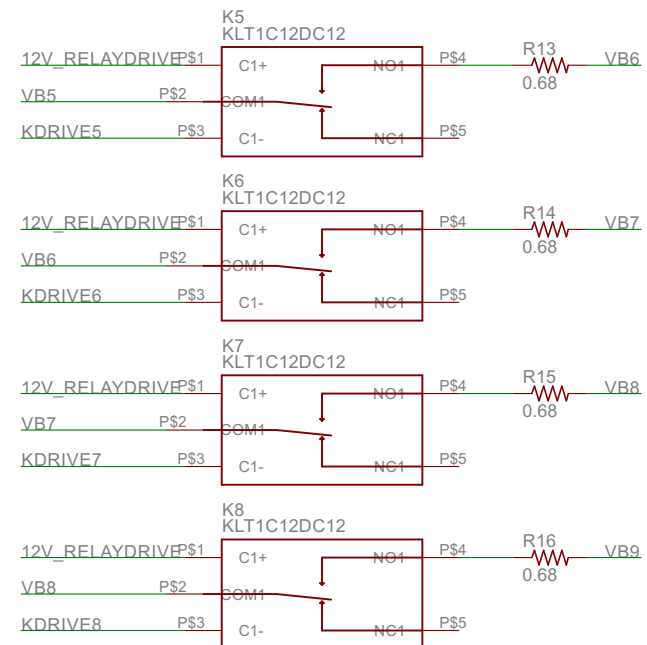 K5
KLT1C12DC12
12V_RELAYDRIVE P$1 C1+ NO1 P$4 R13 VB6
0.68
VB5 P$2 COM1
KDRIVE5 P$3 C1- NC1 P$5
K6
KLT1C12DC12
12V_RELAYDRIVE P$1 C1+ NO1 P$4 R14 VB7
0.68
VB6 P$2 COM1
KDRIVE6 P$3 C1- NC1 P$5
K7
KLT1C12DC12
12V_RELAYDRIVE P$1 C1+ NO1 P$4 R15 VB8
0.68
VB7 P$2 COM1
KDRIVE7 P$3 C1- NC1 P$5
K8
KLT1C12DC12
12V_RELAYDRIVE P$1 C1+ NO1 P$4 R16 VB9
0.68
VB8 P$2 COM1
KDRIVE8 P$3 C1- NC1 P$5